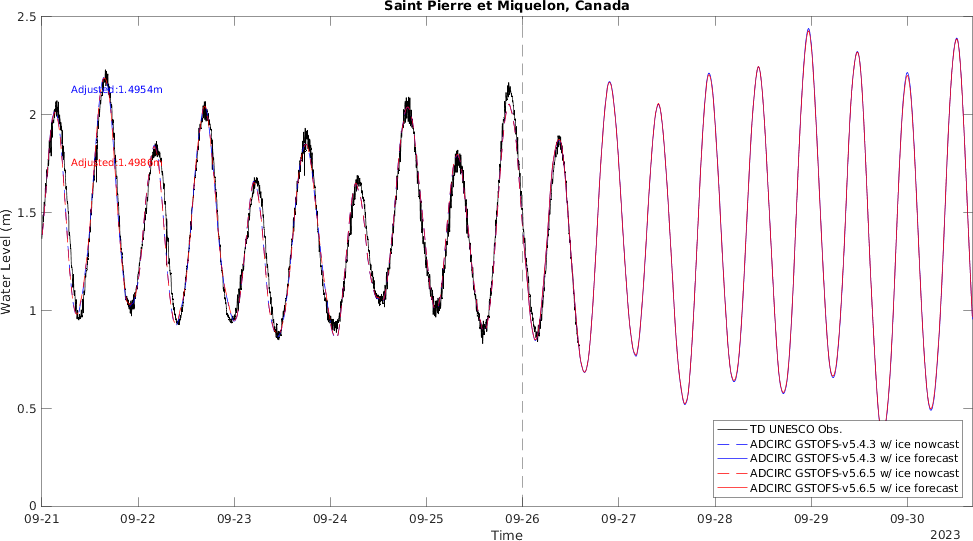 Saint Pierre et Miquelon, Canada
2.5
2
1.5
1
0.5
0
Water Level (m)
Adjusted:1.4954m
Adjusted:1.4986m
TD UNESCO Obs.
ADCIRC GSTOFS-v5.4.3 w/ ice nowcast
ADCIRC GSTOFS-v5.4.3 w/ ice forecast
ADCIRC GSTOFS-v5.6.5 w/ ice nowcast
ADCIRC GSTOFS-v5.6.5 w/ ice forecast
09-21 09-22 09-23 09-24 09-25 09-26 09-27 09-28 09-29 09-30
Time
2023